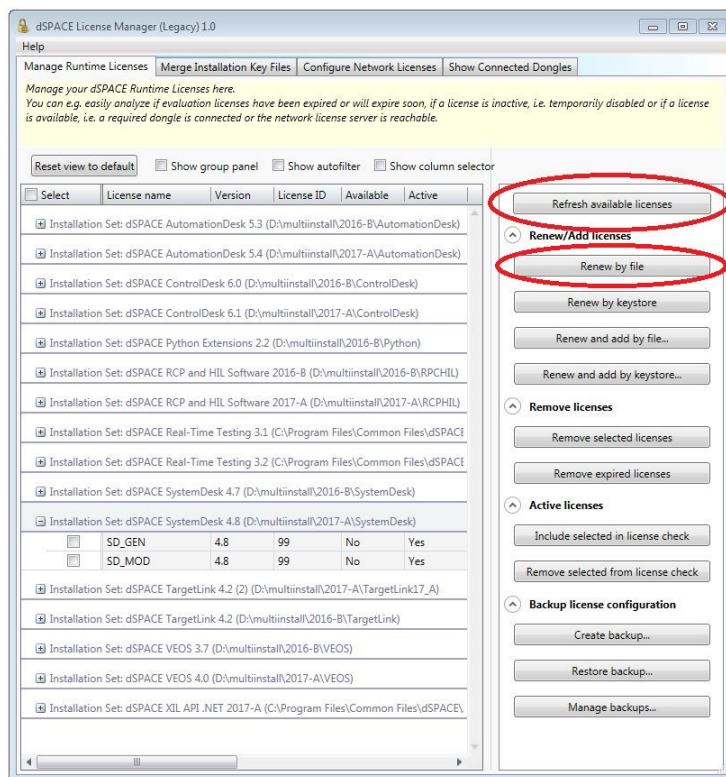 dSPACE License Manager (Legacy) 1.0
Help
Manage Runtime Licenses Merge Installation Key Files Configure Network Licenses Show Connected Dongles
Manage your dSPACE Runtime Licenses here.
You can e.g. easily analyze if evaluation licenses have been expired or will expire soon, if a license is inactive, i.e. temporarily disabled or if a license
is available, i.e. a required dongle is connected or the network license server is reachable.
Reset view to default Show group panel Show autofilter Show column selector
Select License name Version License ID Available Active
Installation Set: dSPACE AutomationDesk 5.3 (D:\multiinstall\2016-B\AutomationDesk)
Installation Set: dSPACE AutomationDesk 5.4 (D:\multiinstall\2017-A\AutomationDesk)
Installation Set: dSPACE ControlDesk 6.0 (D:\multiinstall\2016-B\ControlDesk)
Installation Set: dSPACE ControlDesk 6.1 (D:\multiinstall\2017-A\ControlDesk)
Installation Set: dSPACE Python Extensions 2.2 (D:\multiinstall\2016-B\Python)
Installation Set: dSPACE RCP and HIL Software 2016-B (D:\multiinstall\2016-B\RPCHIL)
Installation Set: dSPACE RCP and HIL Software 2017-A (D:\multiinstall\2017-A\RCPHIL)
Installation Set: dSPACE Real-Time Testing 3.1 (C:\Program Files\Common Files\dSPACE
Installation Set: dSPACE Real-Time Testing 3.2 (C:\Program Files\Common Files\dSPACE
Installation Set: dSPACE SystemDesk 4.7 (D:\multiinstall\2016-B\SystemDesk)
Installation Set: dSPACE SystemDesk 4.8 (D:\multiinstall\2017-A\SystemDesk)
SD_GEN 4.8 99 No Yes
SD_MOD 4.8 99 No Yes
Installation Set: dSPACE TargetLink 4.2 (2) (D:\multiinstall\2017-A\TargetLink17_A)
Installation Set: dSPACE TargetLink 4.2 (D:\multiinstall\2016-B\TargetLink)
Installation Set: dSPACE VEOS 3.7 (D:\multiinstall\2016-B\VEOS)
Installation Set: dSPACE VEOS 4.0 (D:\multiinstall\2017-A\VEOS)
Installation Set: dSPACE XIL API .NET 2017-A (C:\Program Files\Common Files\dSPACE\
Refresh available licenses
Renew/Add licenses
Renew by file
Renew by keystore
Renew and add by file...
Renew and add by keystore...
Remove licenses
Remove selected licenses
Remove expired licenses
Active licenses
Include selected in license check
Remove selected from license check
Backup license configuration
Create backup...
Restore backup...
Manage backups...